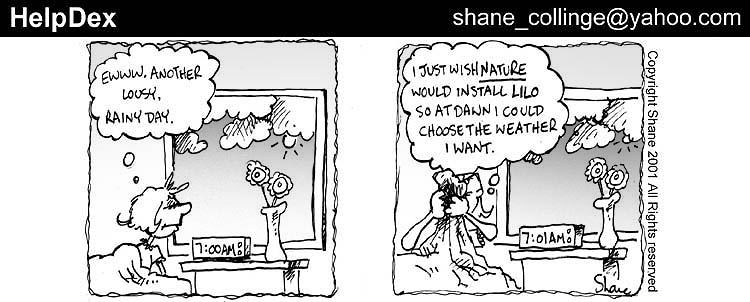 HelpDex
shane_collinge@yahoo.com
EWWW. ANOTHER
LOUSY,
RAINY DAY.
7:00AM
I JUST WISH NATURE
WOULD INSTALL LILO
SO AT DAWN I COULD
CHOOSE THE WEATHER
I WANT.
7:01AM
Shane
Copyright Shane 2001 All Rights reserved